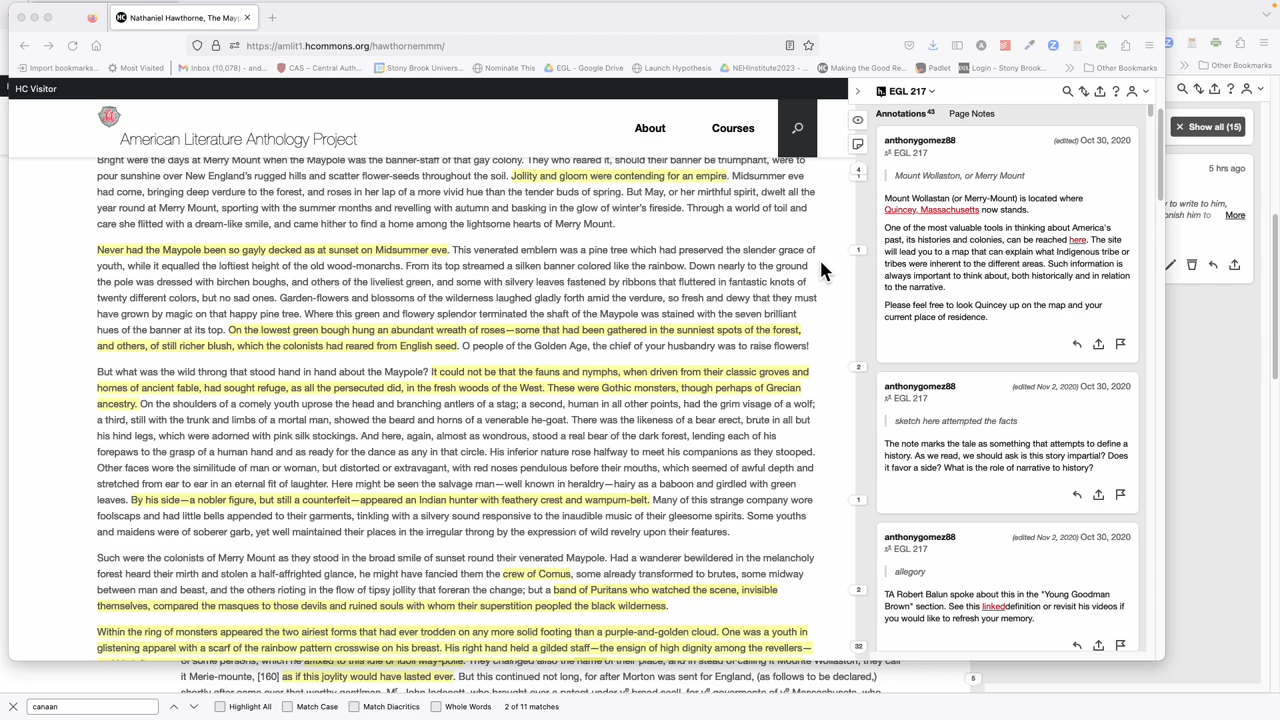 Nathaniel Hawthorne, The Mayp
https://amlit1.hcommons.org/hawthornemmm/
Import bookmarks... Most Visited Inbox (10,078) - and... CAS – Central Auth... Stony Brook Univers... EGL - Google Drive Nominate This Launch Hypothesis NEHInstitute2023 -... Making the Good Re... Padlet Login - Stony Brook... Other Bookmarks
Other Bookmarks
HC Visitor
EGL 217
American Literature Anthology Project
About Courses
Annotations 43 Page Notes
Show all (15)
Bright were the days at Merry Mount when the Maypole was the banner-staff of that gay colony. They who reared it, should their banner be triumphant, were to
pour sunshine over New England's rugged hills and scatter flower-seeds throughout the soil. Jollity and gloom were contending for an empire. Midsummer eve
had come, bringing deep verdure to the forest, and roses in her lap of a more vivid hue than the tender buds of spring. But May, or her mirthful spirit, dwelt all the
year round at Merry Mount, sporting with the summer months and revelling with autumn and basking in the glow of winter's fireside. Through a world of toil and
care she flitted with a dream-like smile, and came hither to find a home among the lightsome hearts of Merry Mount.
Never had the Maypole been so gayly decked as at sunset on Midsummer eve. This venerated emblem was a pine tree which had preserved the slender grace of
youth, while it equalled the loftiest height of the old wood-monarchs. From its top streamed a silken banner colored like the rainbow. Down nearly to the ground
the pole was dressed with birchen boughs, and others of the liveliest green, and some with silvery leaves fastened by ribbons that fluttered in fantastic knots of
twenty different colors, but no sad ones. Garden-flowers and blossoms of the wilderness laughed gladly forth amid the verdure, so fresh and dewy that they must
have grown by magic on that happy pine tree. Where this green and flowery splendor terminated the shaft of the Maypole was stained with the seven brilliant
hues of the banner at its top. On the lowest green bough hung an abundant wreath of roses—some that had been gathered in the sunniest spots of the forest,
and others, of still richer blush, which the colonists had reared from English seed. O people of the Golden Age, the chief of your husbandry was to raise flowers!
But what was the wild throng that stood hand in hand about the Maypole? It could not be that the fauns and nymphs, when driven from their classic groves and
homes of ancient fable, had sought refuge, as all the persecuted did, in the fresh woods of the West. These were Gothic monsters, though perhaps of Grecian
ancestry. On the shoulders of a comely youth uprose the head and branching antlers of a stag; a second, human in all other points, had the grim visage of a wolf;
a third, still with the trunk and limbs of a mortal man, showed the beard and horns of a venerable he-goat. There was the likeness of a bear erect, brute in all but
his hind legs, which were adorned with pink silk stockings. And here, again, almost as wondrous, stood a real bear of the dark forest, lending each of his
forepaws to the grasp of a human hand and as ready for the dance as any in that circle. His inferior nature rose halfway to meet his companions as they stooped.
Other faces wore the similitude of man or woman, but distorted or extravagant, with red noses pendulous before their mouths, which seemed of awful depth and
stretched from ear to ear in an eternal fit of laughter. Here might be seen the salvage man—well known in heraldry—hairy as a baboon and girdled with green
leaves. By his side—a nobler figure, but still a counterfeit—appeared an Indian hunter with feathery crest and wampum-belt. Many of this strange company wore
foolscaps and had little bells appended to their garments, tinkling with a silvery sound responsive to the inaudible music of their gleesome spirits. Some youths
and maidens were of soberer garb, yet well maintained their places in the irregular throng by the expression of wild revelry upon their features.
Such were the colonists of Merry Mount as they stood in the broad smile of sunset round their venerated Maypole. Had a wanderer bewildered in the melancholy
forest heard their mirth and stolen a half-affrighted glance, he might have fancied them the crew of Comus, some already transformed to brutes, some midway
between man and beast, and the others rioting in the flow of tipsy jollity that foreran the change; but a band of Puritans who watched the scene, invisible
themselves, compared the masques to those devils and ruined souls with whom their superstition peopled the black wilderness.
Within the ring of monsters appeared the two airiest forms that had ever trodden on any more solid footing than a purple-and-golden cloud. One was a youth in
glistening apparel with a scarf of the rainbow pattern crosswise on his breast. His right hand held a gilded staff—the ensign of high dignity among the revellers—
4
1
1
2
1
2
32
anthonygomez88 (edited) Oct 30, 2020
EGL 217
Mount Wollaston, or Merry Mount
Mount Wollastan (or Merry-Mount) is located where
Quincey, Massachusetts now stands.
One of the most valuable tools in thinking about America's
past, its histories and colonies, can be reached here. The site
will lead you to a map that can explain what Indigenous tribe or
tribes were inherent to the different areas. Such information is
always important to think about, both historically and in relation
to the narrative.
Please feel free to look Quincey up on the map and your
current place of residence.
anthonygomez88 (edited Nov 2, 2020) Oct 30, 2020
EGL 217
sketch here attempted the facts
The note marks the tale as something that attempts to define a
history. As we read, we should ask is this story impartial? Does
it favor a side? What is the role of narrative to history?
anthonygomez88 (edited Nov 2, 2020) Oct 30, 2020
EGL 217
allegory
TA Robert Balun spoke about this in the "Young Goodman
Brown" section. See this linkeddefinition or revisit his videos if
you would like to refresh your memory.
5 hrs ago
to write to him,
onish him to More
it Merie-mounte, [160] as if this joylity would have lasted ever. But this continued not long, for after Morton was sent for England, (as follows to be declared,)
5
canaan Highlight All Match Case Match Diacritics Whole Words 2 of 11 matches